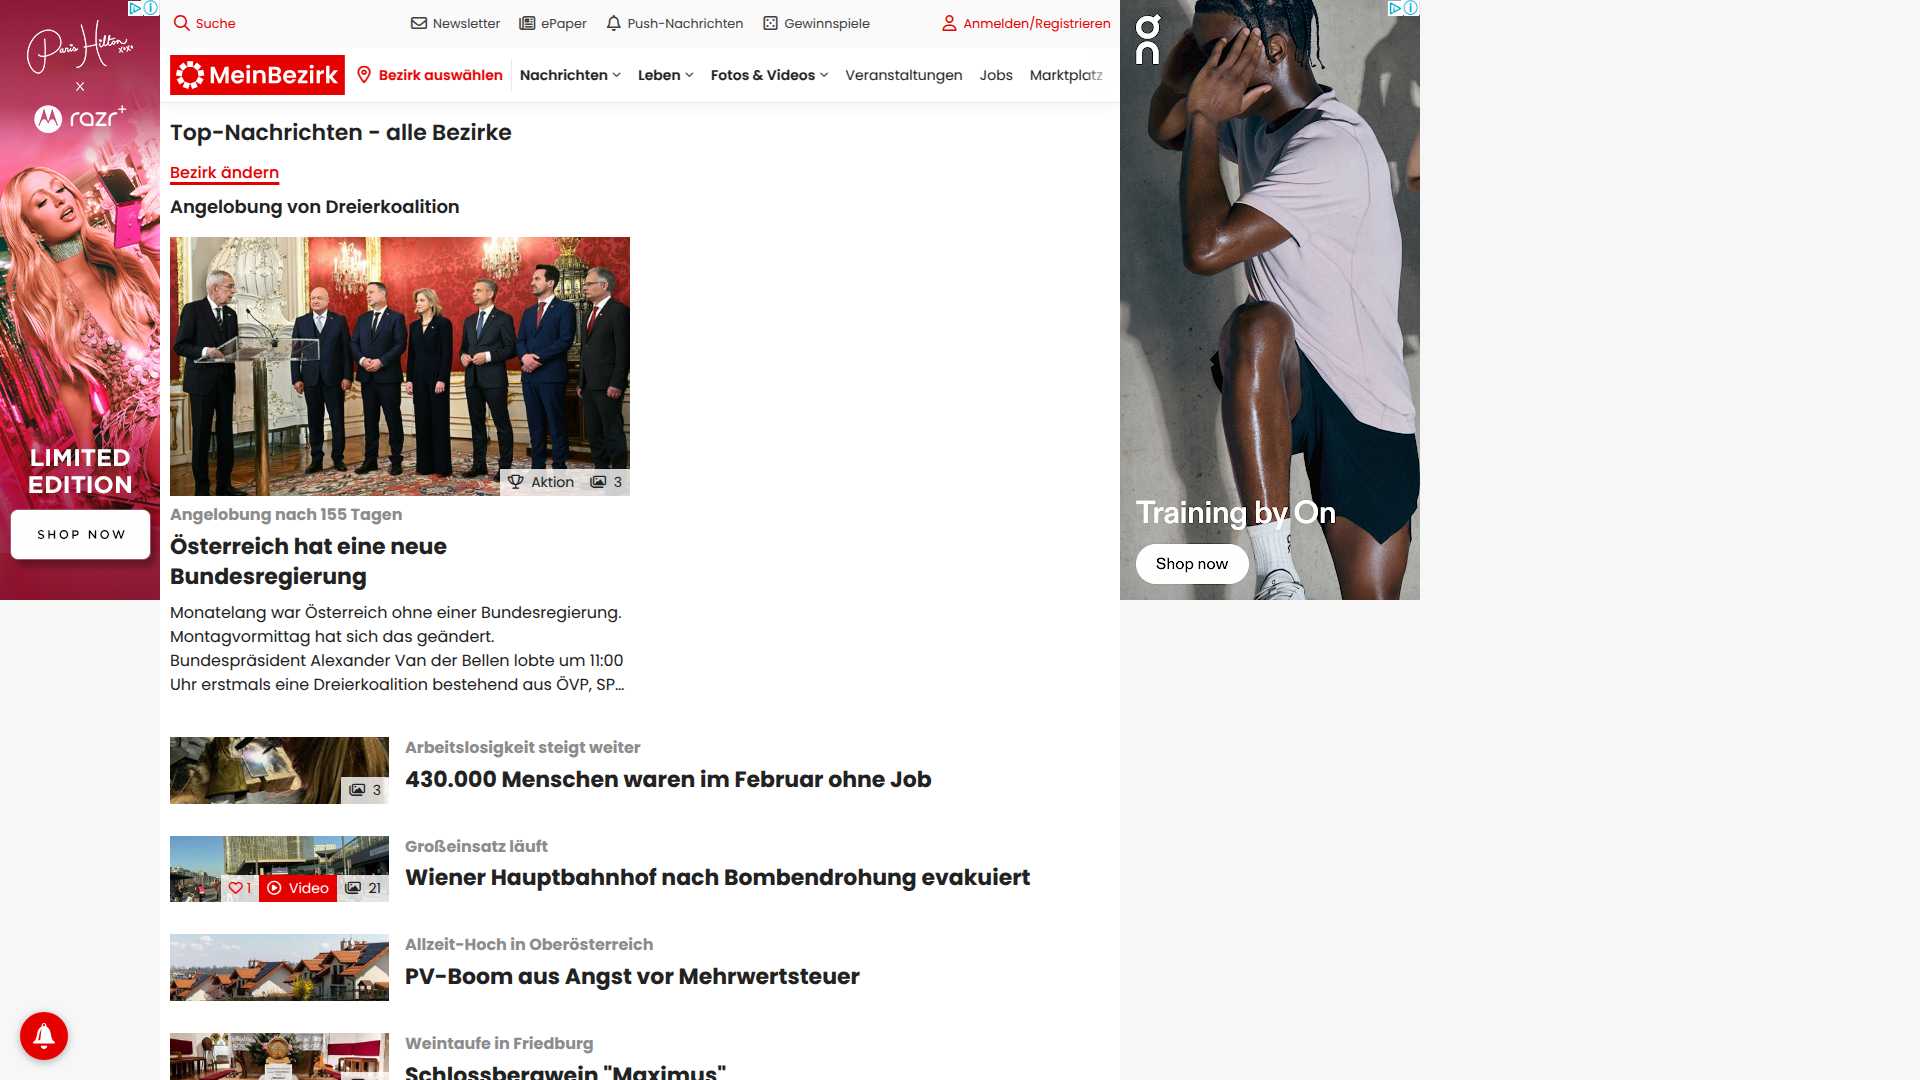 Paris Hilton
xoxo
x
razr+
LIMITED
EDITION
SHOP NOW
Suche
Newsletter
ePaper
Push-Nachrichten
Gewinnspiele
Anmelden/Registrieren
MeinBezirk
Bezirk auswählen
Nachrichten
Leben
Fotos & Videos
Veranstaltungen
Jobs
Marktplatz
Top-Nachrichten - alle Bezirke
Bezirk ändern
Angelobung von Dreierkoalition
Aktion
3
Angelobung nach 155 Tagen
Österreich hat eine neue
Bundesregierung
Monatelang war Österreich ohne einer Bundesregierung.
Montagvormittag hat sich das geändert.
Bundespräsident Alexander Van der Bellen lobte um 11:00
Uhr erstmals eine Dreierkoalition bestehend aus ÖVP, SP...
3
Arbeitslosigkeit steigt weiter
430.000 Menschen waren im Februar ohne Job
1
Video
21
Großeinsatz läuft
Wiener Hauptbahnhof nach Bombendrohung evakuiert
Allzeit-Hoch in Oberösterreich
PV-Boom aus Angst vor Mehrwertsteuer
Weintaufe in Friedburg
Schlossbergwein "Maximus"
On
Training by On
Shop now